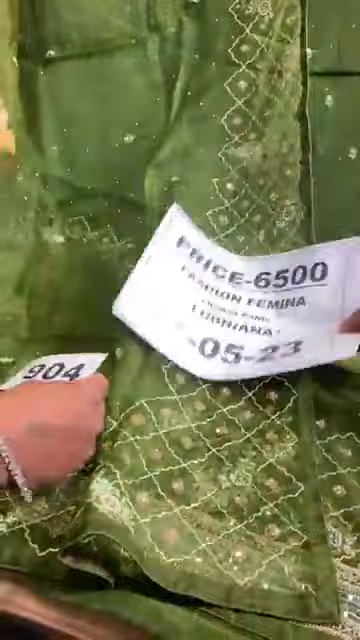 PRICE-6500
FASHION FEMINA
LUDHIANA
-05-23
904